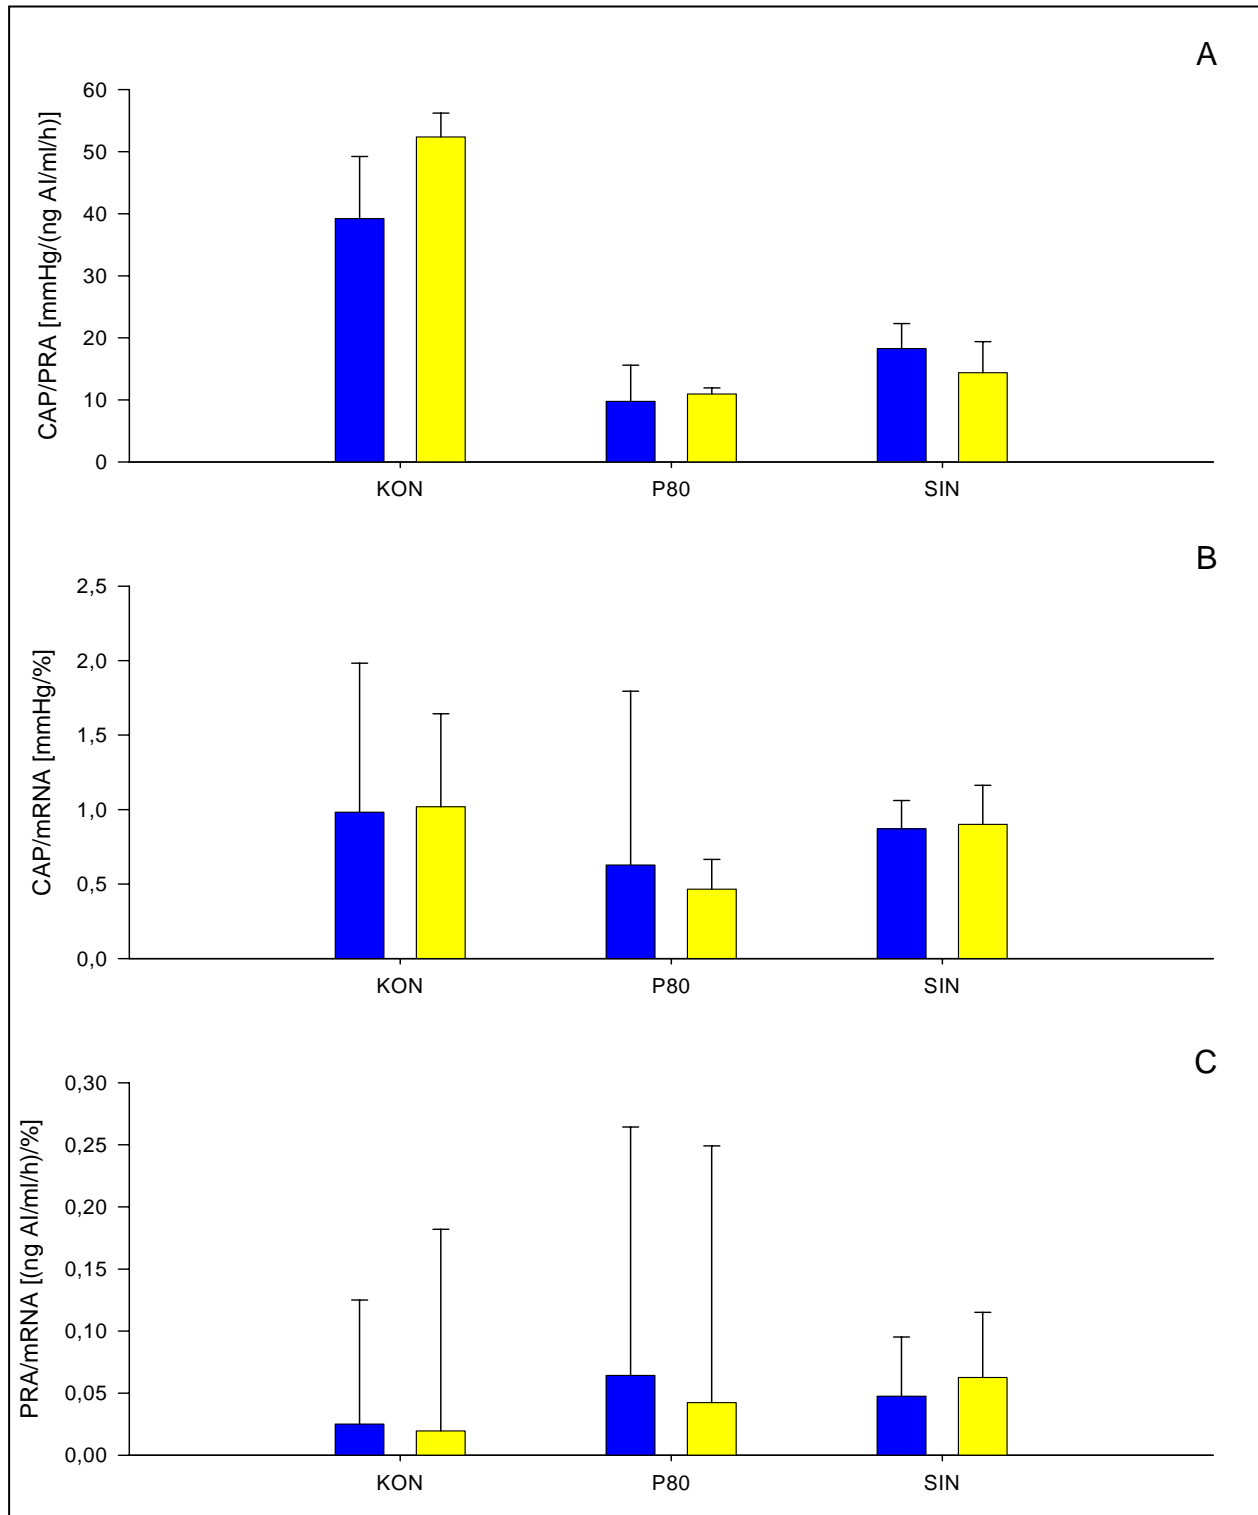 A
CAP/PRA [mmHg/(ng AI/ml/h)]
60
50
40
30
20
10
0
KON P80 SIN
B
CAP/mRNA [mmHg/%]
2,5
2,0
1,5
1,0
0,5
0,0
KON P80 SIN
C
PRA/mRNA [(ng AI/ml/h)/%]
0,30
0,25
0,20
0,15
0,10
0,05
0,00
KON P80 SIN